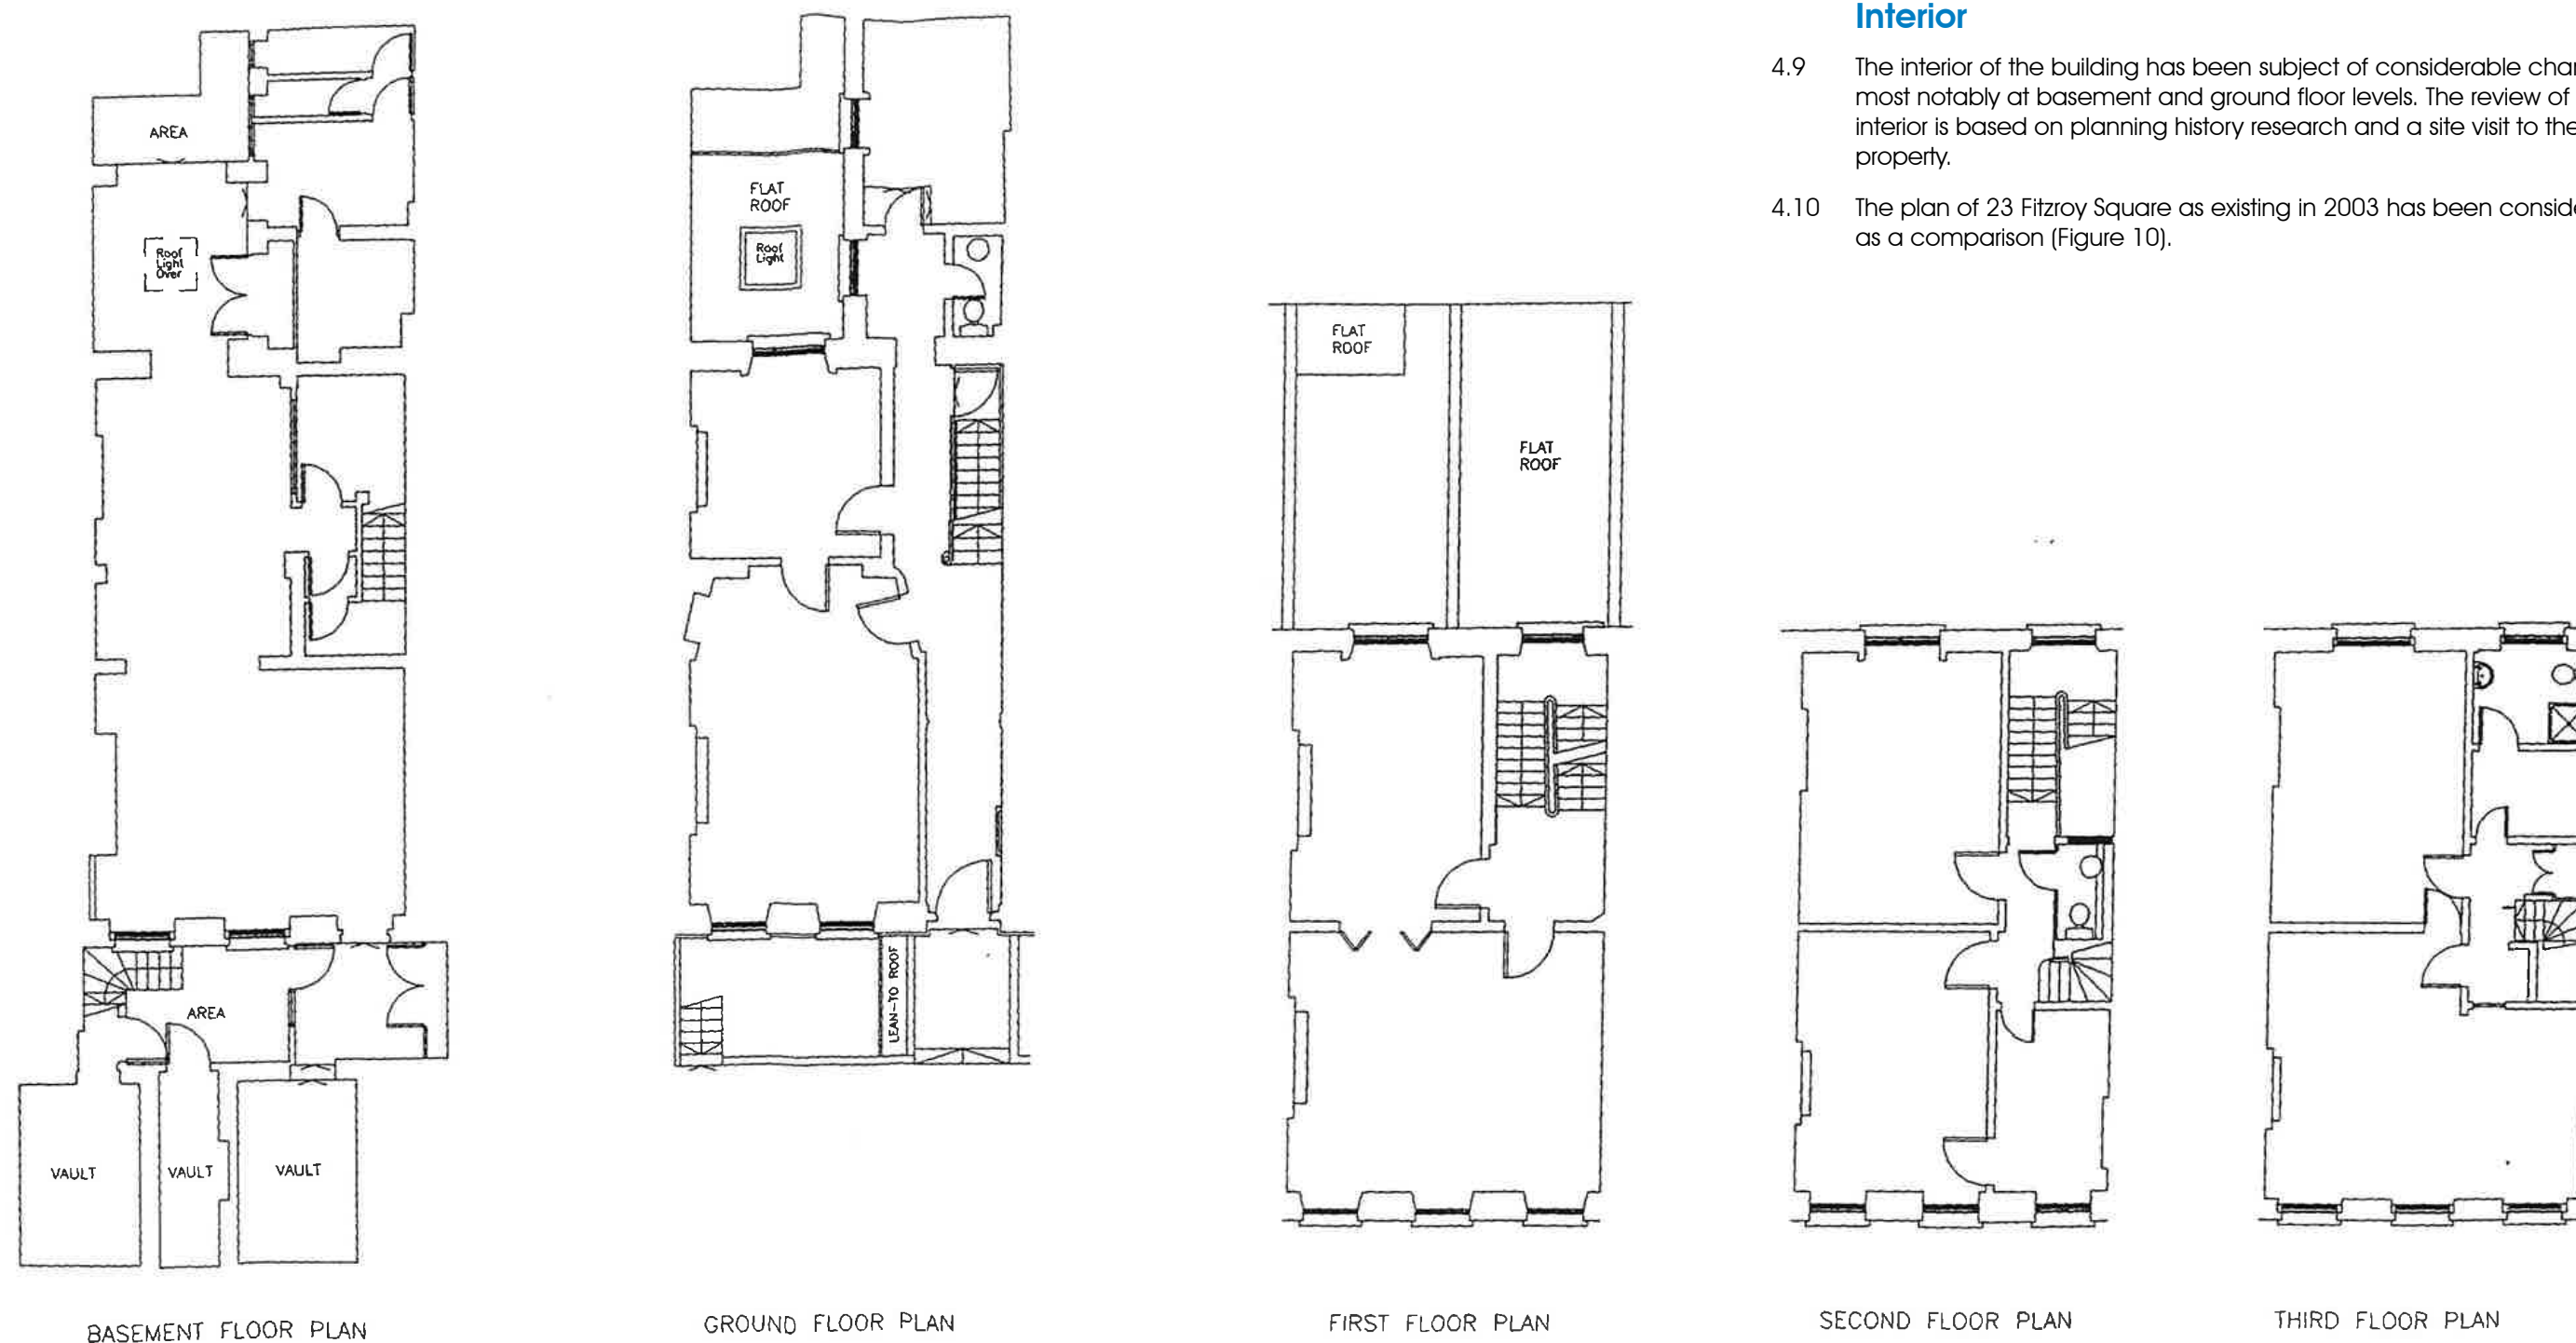 Interior
4.9 The interior of the building has been subject of considerable
most notably at basement and ground floor levels. The review of
interior is based on planning history research and a site visit to the
property.
4.10 The plan of 23 Fitzroy Square as existing in 2003 has been
as a comparison (Figure 10).
AREA
Roof
Light
Over
AREA
VAULT
VAULT
VAULT
BASEMENT FLOOR PLAN
FLAT
ROOF
Roof
Light
LEAN-TO ROOF
GROUND FLOOR PLAN
FLAT
ROOF
FLAT
ROOF
FIRST FLOOR PLAN
SECOND FLOOR PLAN
THIRD FLOOR PLAN